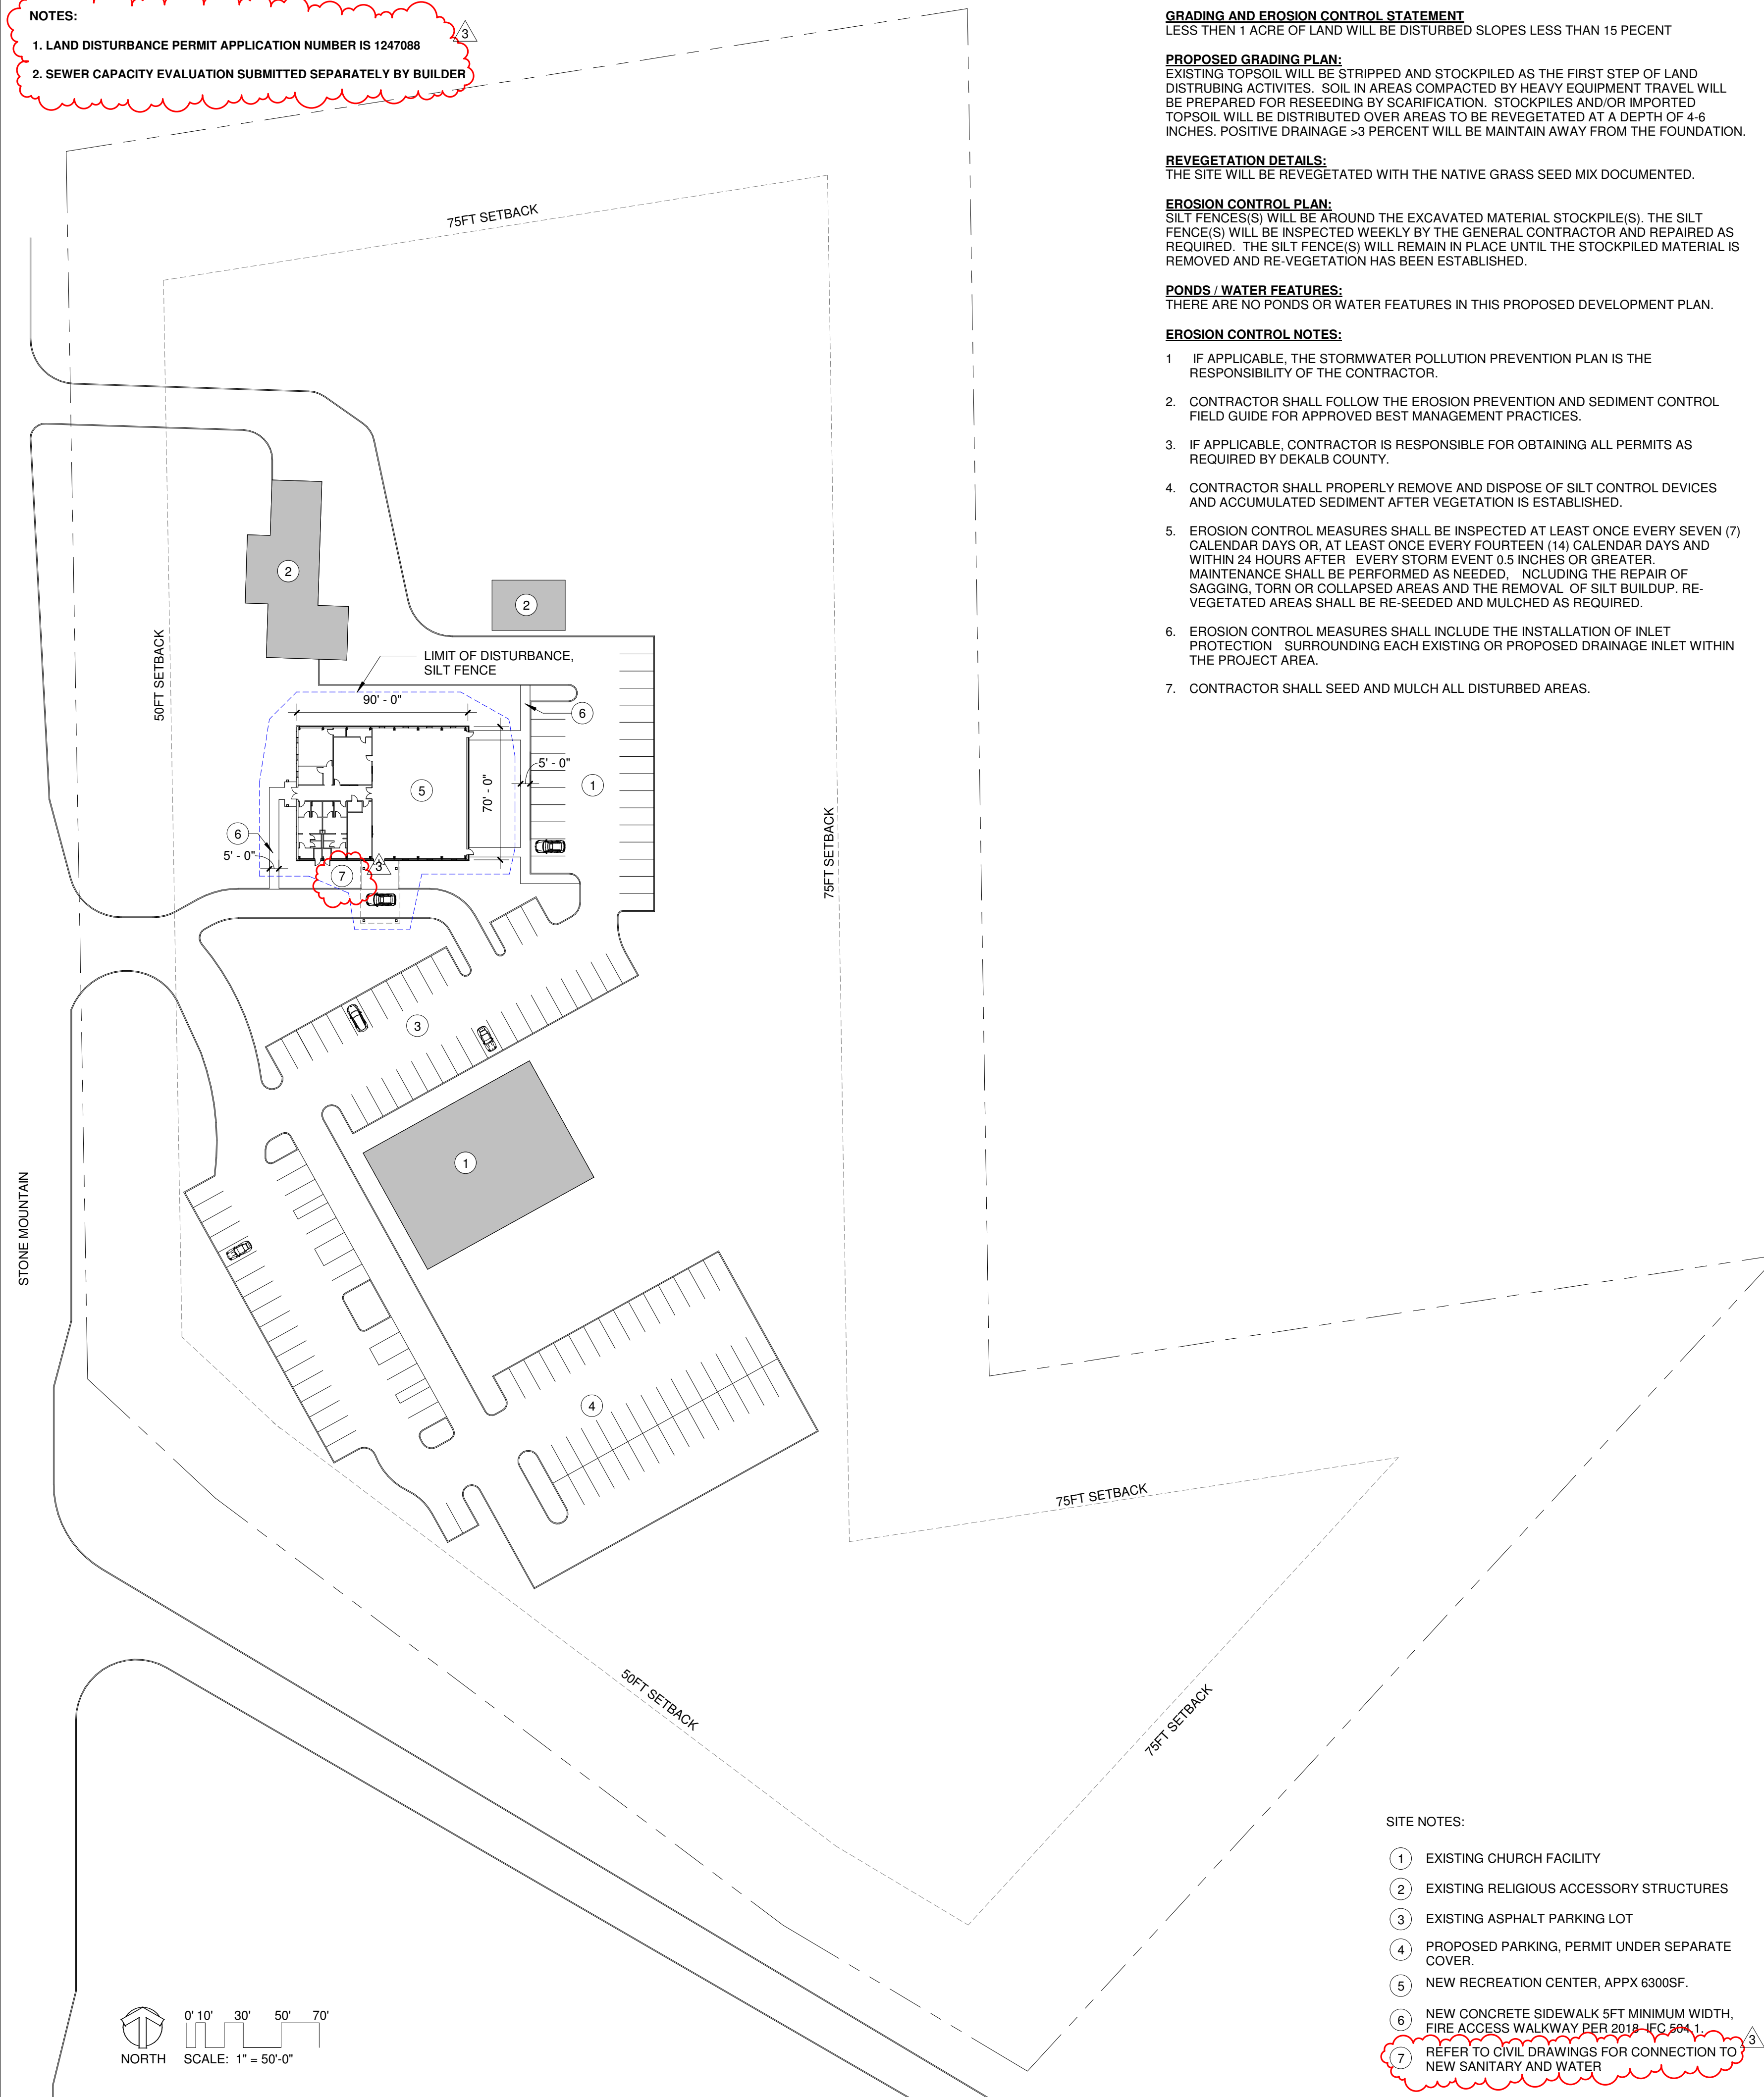 NOTES:
1. LAND DISTURBANCE PERMIT APPLICATION NUMBER IS 1247088
2. SEWER CAPACITY EVALUATION SUBMITTED SEPARATELY BY BUILDER
3
GRADING AND EROSION CONTROL STATEMENT
LESS THEN 1 ACRE OF LAND WILL BE DISTURBED SLOPES LESS THAN 15 PECENT
PROPOSED GRADING PLAN:
EXISTING TOPSOIL WILL BE STRIPPED AND STOCKPILED AS THE FIRST STEP OF LAND
DISTRUBING ACTIVITES. SOIL IN AREAS COMPACTED BY HEAVY EQUIPMENT TRAVEL WILL
BE PREPARED FOR RESEEDING BY SCARIFICATION. STOCKPILES AND/OR IMPORTED
TOPSOIL WILL BE DISTRIBUTED OVER AREAS TO BE REVEGETATED AT A DEPTH OF 4-6
INCHES. POSITIVE DRAINAGE >3 PERCENT WILL BE MAINTAIN AWAY FROM THE FOUNDATION.
REVEGETATION DETAILS:
THE SITE WILL BE REVEGETATED WITH THE NATIVE GRASS SEED MIX DOCUMENTED.
EROSION CONTROL PLAN:
SILT FENCES(S) WILL BE AROUND THE EXCAVATED MATERIAL STOCKPILE(S). THE SILT
FENCE(S) WILL BE INSPECTED WEEKLY BY THE GENERAL CONTRACTOR AND REPAIRED AS
REQUIRED. THE SILT FENCE(S) WILL REMAIN IN PLACE UNTIL THE STOCKPILED MATERIAL IS
REMOVED AND RE-VEGETATION HAS BEEN ESTABLISHED.
PONDS / WATER FEATURES:
THERE ARE NO PONDS OR WATER FEATURES IN THIS PROPOSED DEVELOPMENT PLAN.
EROSION CONTROL NOTES:
1 IF APPLICABLE, THE STORMWATER POLLUTION PREVENTION PLAN IS THE
RESPONSIBILITY OF THE CONTRACTOR.
2. CONTRACTOR SHALL FOLLOW THE EROSION PREVENTION AND SEDIMENT CONTROL
FIELD GUIDE FOR APPROVED BEST MANAGEMENT PRACTICES.
3. IF APPLICABLE, CONTRACTOR IS RESPONSIBLE FOR OBTAINING ALL PERMITS AS
REQUIRED BY DEKALB COUNTY.
4. CONTRACTOR SHALL PROPERLY REMOVE AND DISPOSE OF SILT CONTROL DEVICES
AND ACCUMULATED SEDIMENT AFTER VEGETATION IS ESTABLISHED.
5. EROSION CONTROL MEASURES SHALL BE INSPECTED AT LEAST ONCE EVERY SEVEN (7)
CALENDAR DAYS OR, AT LEAST ONCE EVERY FOURTEEN (14) CALENDAR DAYS AND
WITHIN 24 HOURS AFTER EVERY STORM EVENT 0.5 INCHES OR GREATER.
MAINTENANCE SHALL BE PERFORMED AS NEEDED, NCLUDING THE REPAIR OF
SAGGING, TORN OR COLLAPSED AREAS AND THE REMOVAL OF SILT BUILDUP. RE-
VEGETATED AREAS SHALL BE RE-SEEDED AND MULCHED AS REQUIRED.
6. EROSION CONTROL MEASURES SHALL INCLUDE THE INSTALLATION OF INLET
PROTECTION SURROUNDING EACH EXISTING OR PROPOSED DRAINAGE INLET WITHIN
THE PROJECT AREA.
7. CONTRACTOR SHALL SEED AND MULCH ALL DISTURBED AREAS.
75FT SETBACK
2
2
50FT SETBACK
LIMIT OF DISTURBANCE,
SILT FENCE
90' - 0"
6
5' - 0"
1
5
70' - 0"
6
5' - 0"
7
3
75FT SETBACK
3
1
STONE MOUNTAIN
4
75FT SETBACK
50FT SETBACK
75FT SETBACK
SITE NOTES:
1 EXISTING CHURCH FACILITY
2 EXISTING RELIGIOUS ACCESSORY STRUCTURES
3 EXISTING ASPHALT PARKING LOT
4 PROPOSED PARKING, PERMIT UNDER SEPARATE
COVER.
5 NEW RECREATION CENTER, APPX 6300SF.
6 NEW CONCRETE SIDEWALK 5FT MINIMUM WIDTH,
FIRE ACCESS WALKWAY PER 2018 IFC 504.1.
3
7 REFER TO CIVIL DRAWINGS FOR CONNECTION TO
NEW SANITARY AND WATER
0' 10' 30' 50' 70'
NORTH SCALE: 1" = 50'-0"